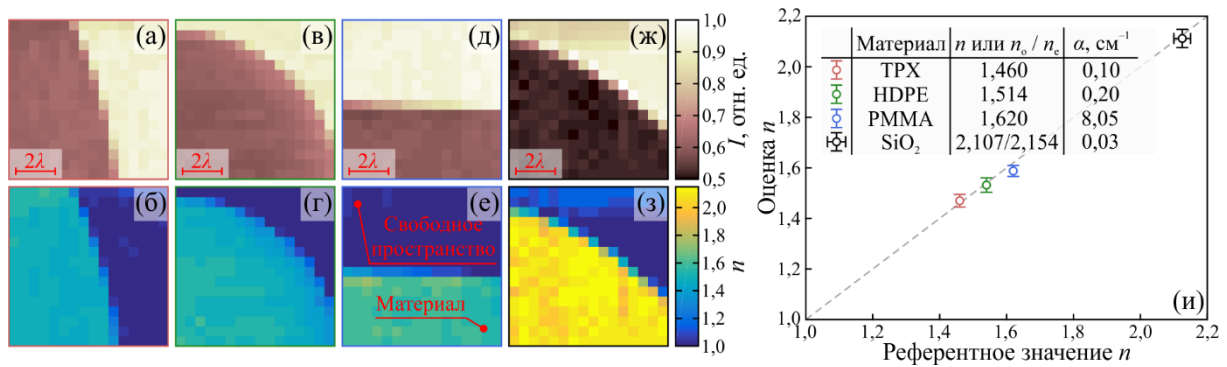 (а) (в) (д) (ж)
2λ 2λ 2λ 2λ
1,0
0,9
0,8
0,7
0,6
0,5
I, отн. ед.
(б) (г) (е) (з)
Свободное
пространство
Материал
2,0
1,8
1,6
1,4
1,2
1,0
n
2,2
2,0
1,8
1,6
1,4
1,2
1,0
Оценка n
Материал n или nₒ / nₑ α, см⁻¹
TPX 1,460 0,10
HDPE 1,514 0,20
PMMA 1,620 8,05
SiO₂ 2,107/2,154 0,03
(и)
1,0 1,2 1,4 1,6 1,8 2,0 2,2
Референтное значение n